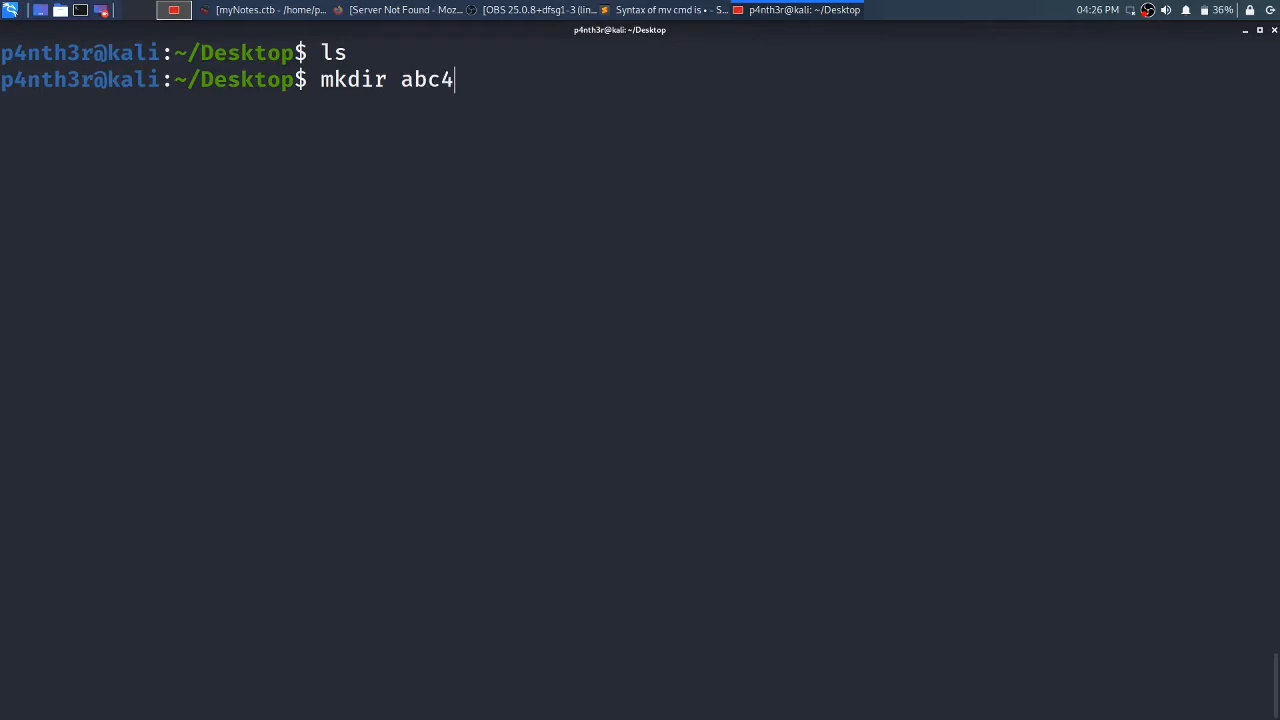 [myNotes.ctb - /home/p... [Server Not Found - Moz... [OBS 25.0.8+dfsg1-3 (lin... Syntax of mv cmd is • - S... p4nth3r@kali: ~/Desktop 04:26 PM 36%
p4nth3r@kali: ~/Desktop
p4nth3r@kali:~/Desktop$ ls
p4nth3r@kali:~/Desktop$ mkdir abc4